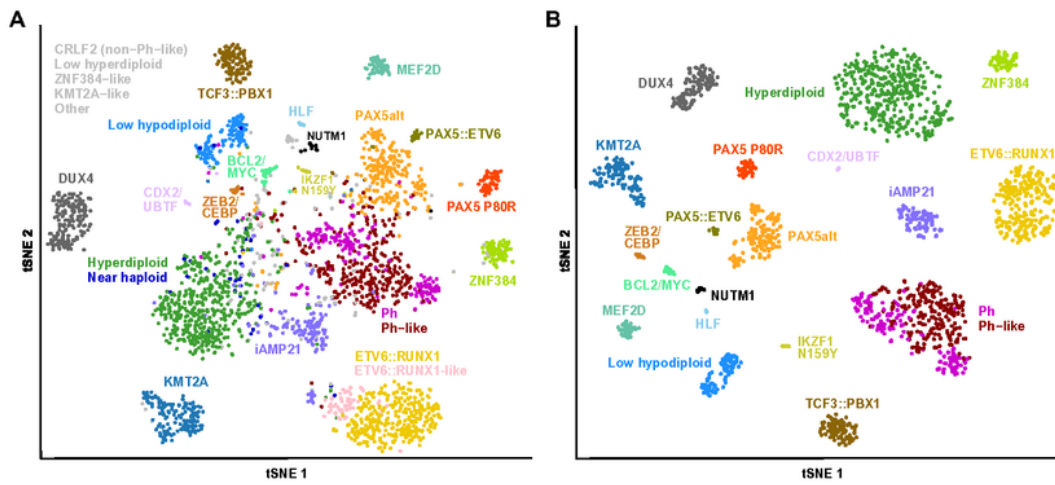 A
CRLF2 (non-Ph-like)
Low hyperdiploid
ZNF384-like
KMT2A-like
Other
TCF3::PBX1
MEF2D
HLF
Low hypodiploid
NUTM1
PAX5alt
PAX5::ETV6
BCL2/
MYC
IKZF1
N159Y
DUX4
CDX2/
UBTF
ZEB2/
CEBP
PAX5 P80R
Hyperdiploid
Near haploid
ZNF384
Ph
Ph-like
iAMP21
ETV6::RUNX1
ETV6::RUNX1-like
KMT2A
tSNE 2
tSNE 1
B
DUX4
Hyperdiploid
ZNF384
KMT2A
PAX5 P80R
CDX2/UBTF
ETV6::RUNX1
iAMP21
PAX5::ETV6
ZEB2/
CEBP
PAX5alt
BCL2/MYC
NUTM1
MEF2D
HLF
Ph
Ph-like
IKZF1
N159Y
Low hypodiploid
TCF3::PBX1
tSNE 2
tSNE 1